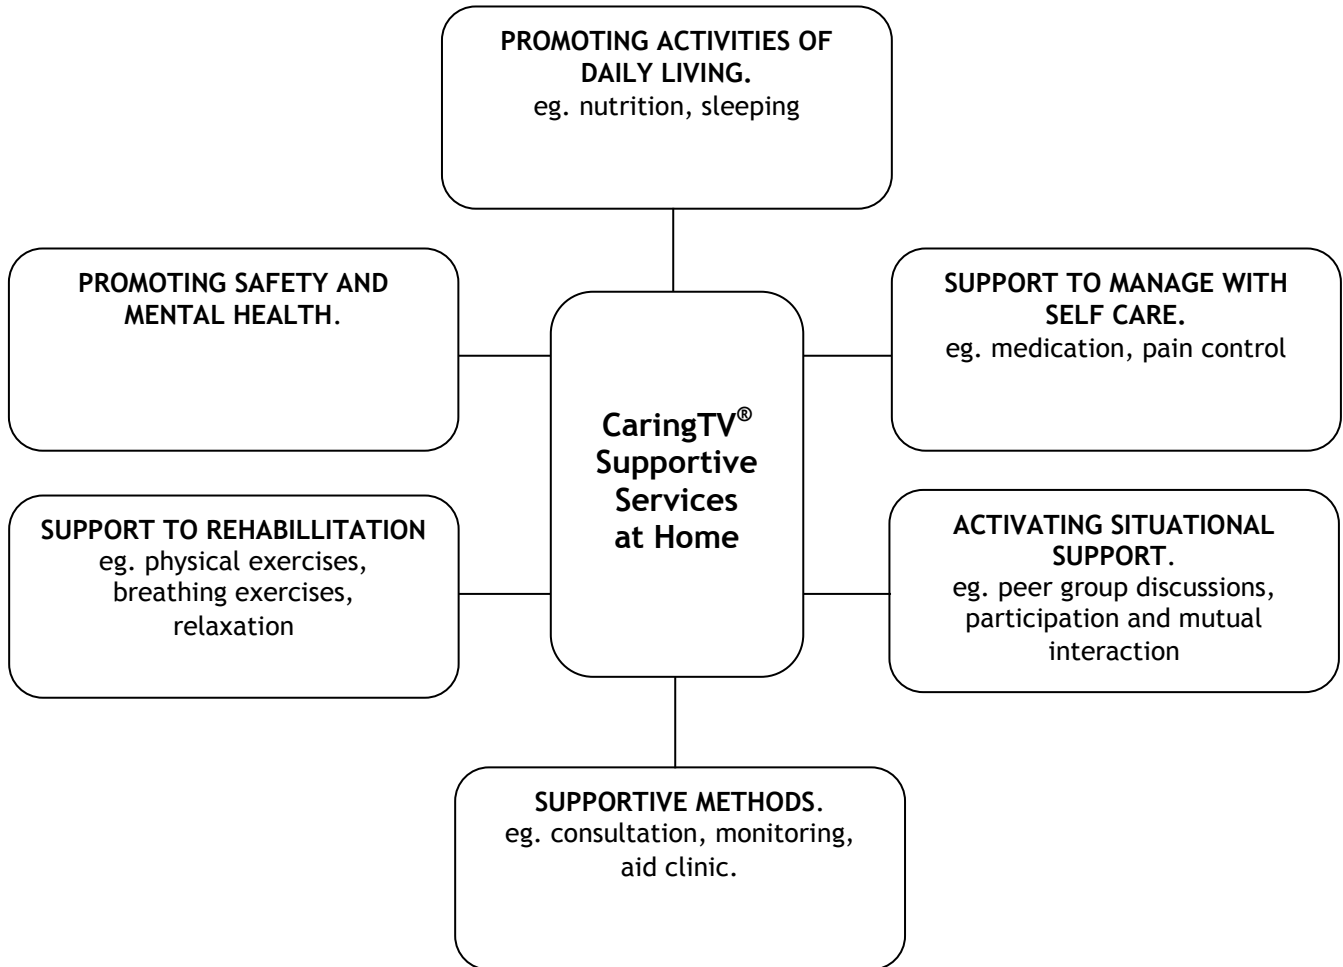 PROMOTING ACTIVITIES OF
DAILY LIVING.
eg. nutrition, sleeping
PROMOTING SAFETY AND
MENTAL HEALTH.
SUPPORT TO MANAGE WITH
SELF CARE.
eg. medication, pain control
CaringTV®
Supportive
Services
at Home
SUPPORT TO REHABILLITATION
eg. physical exercises,
breathing exercises,
relaxation
ACTIVATING SITUATIONAL
SUPPORT.
eg. peer group discussions,
participation and mutual
interaction
SUPPORTIVE METHODS.
eg. consultation, monitoring,
aid clinic.